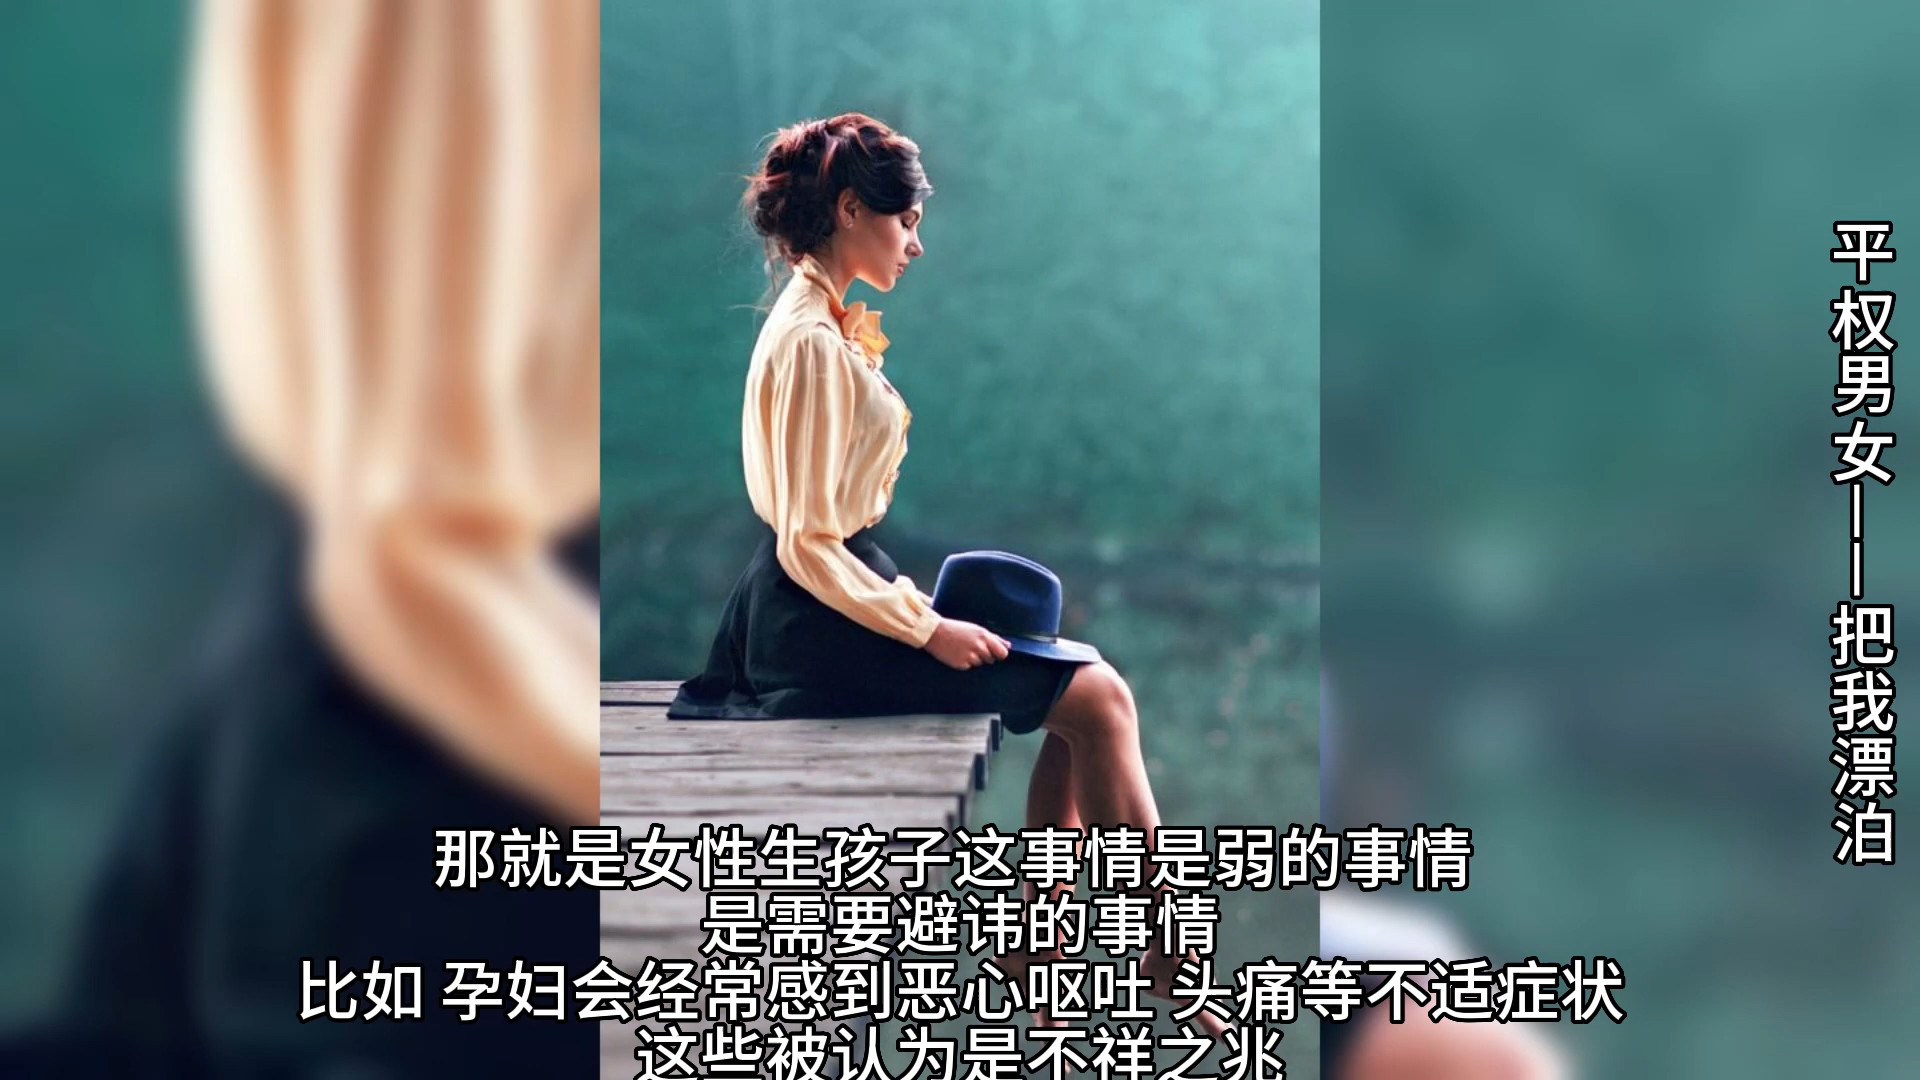 平权男女——把我漂泊
那就是女性生孩子这事情是弱的事情
是需要避讳的事情
比如 孕妇会经常感到恶心呕吐 头痛等不适症状
这些被认为是不祥之兆